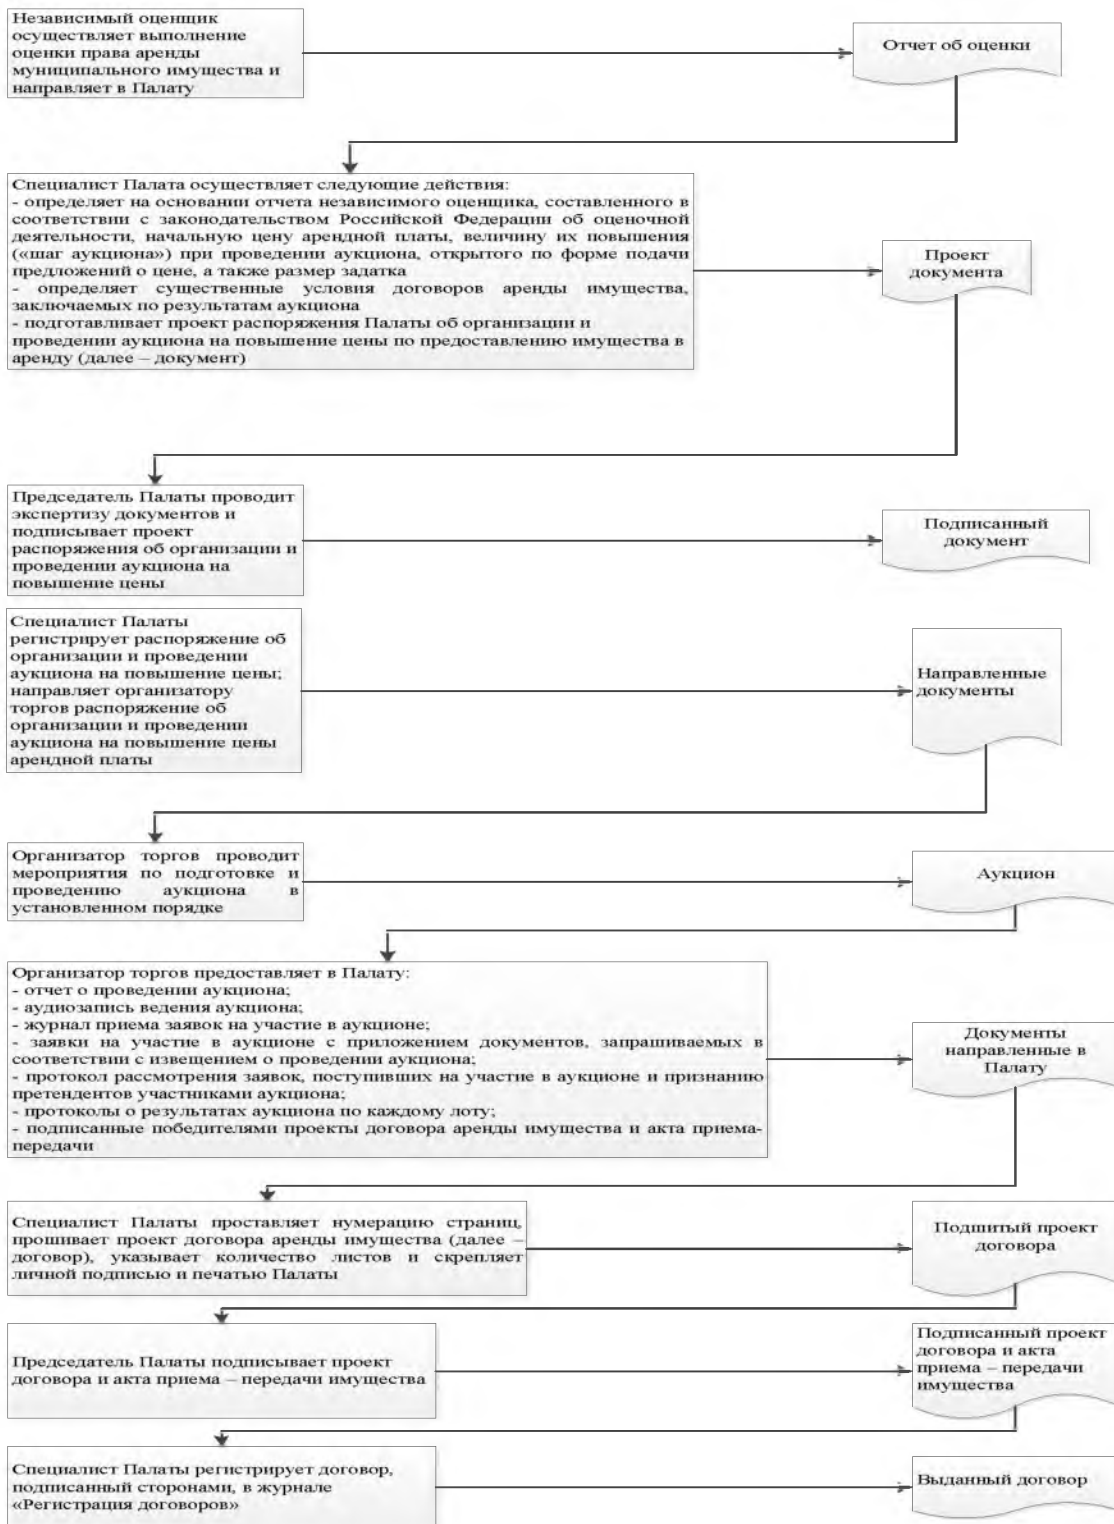 Независимый оценщик
осуществляет выполнение
оценки права аренды
муниципального имущества и
направляет в Палату
Отчет об оценки
Специалист Палата осуществляет следующие действия:
- определяет на основании отчета независимого оценщика, составленного в
соответствии с законодательством Российской Федерации об оценочной
деятельности, начальную цену арендной платы, величину их повышения
(«шаг аукциона») при проведении аукциона, открытого по форме подачи
предложений о цене, а также размер задатка
- определяет существенные условия договоров аренды имущества,
заключаемых по результатам аукциона
- подготавливает проект распоряжения Палаты об организации и
проведении аукциона на повышение цены по предоставлению имущества в
аренду (далее – документ)
Проект
документа
Председатель Палаты проводит
экспертизу документов и
подписывает проект
распоряжения об организации и
проведении аукциона на
повышение цены
Подписанный
документ
Специалист Палаты
регистрирует распоряжение об
организации и проведении
аукциона на повышение цены;
направляет организатору
торгов распоряжение об
организации и проведении
аукциона на повышение цены
арендной платы
Направленные
документы
Организатор торгов проводит
мероприятия по подготовке и
проведению аукциона в
установленном порядке
Аукцион
Организатор торгов предоставляет в Палату:
- отчет о проведении аукциона;
- аудиозапись ведения аукциона;
- журнал приема заявок на участие в аукционе;
- заявки на участие в аукционе с приложением документов, запрашиваемых в
соответствии с извещением о проведении аукциона;
- протокол рассмотрения заявок, поступивших на участие в аукционе и признанию
претендентов участниками аукциона;
- протоколы о результатах аукциона по каждому лоту;
- подписанные победителями проекты договора аренды имущества и акта приема-
передачи
Документы
направленные в
Палату
Специалист Палаты проставляет нумерацию страниц,
прошивает проект договора аренды имущества (далее –
договор), указывает количество листов и скрепляет
личной подписью и печатью Палаты
Подшитый проект
договора
Председатель Палаты подписывает проект
договора и акта приема – передачи имущества
Подписанный проект
договора и акта
приема – передачи
имущества
Специалист Палаты регистрирует договор,
подписанный сторонами, в журнале
«Регистрация договоров»
Выданный договор